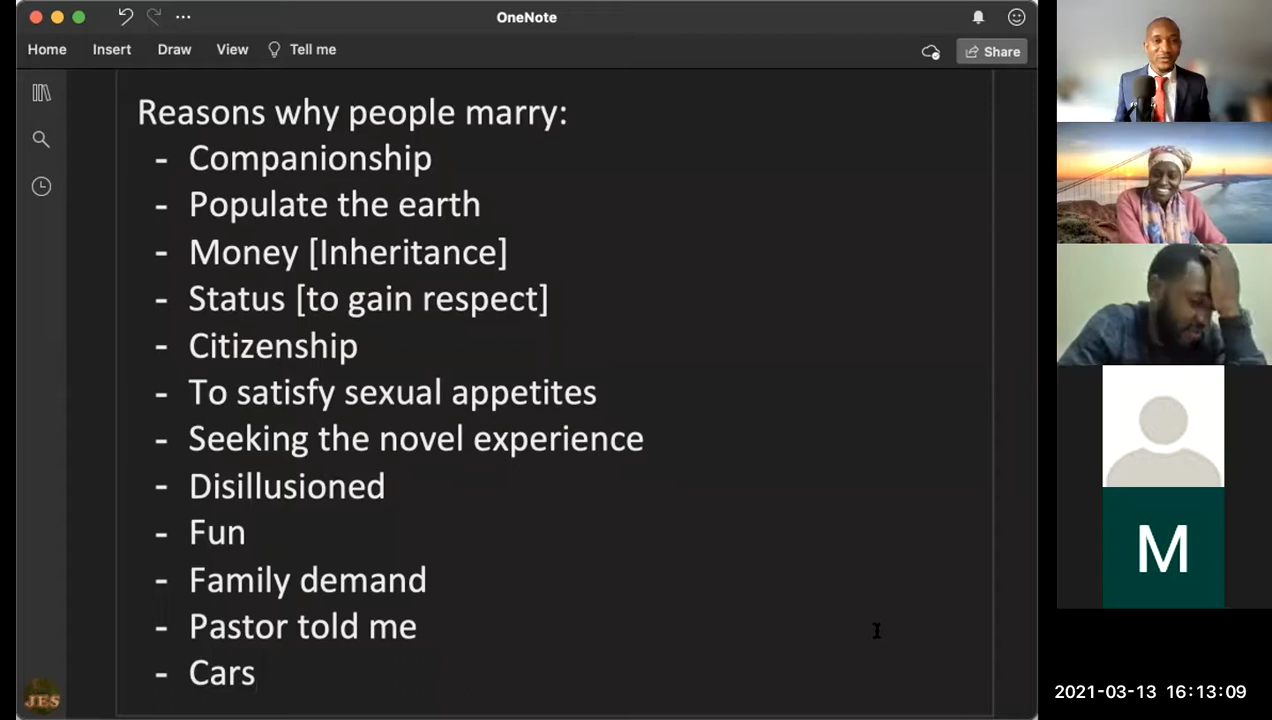 OneNote
Home Insert Draw View Tell me Share
Reasons why people marry:
- Companionship
- Populate the earth
- Money [Inheritance]
- Status [to gain respect]
- Citizenship
- To satisfy sexual appetites
- Seeking the novel experience
- Disillusioned
- Fun
- Family demand
- Pastor told me
- Cars
JES
M
2021-03-13 16:13:09